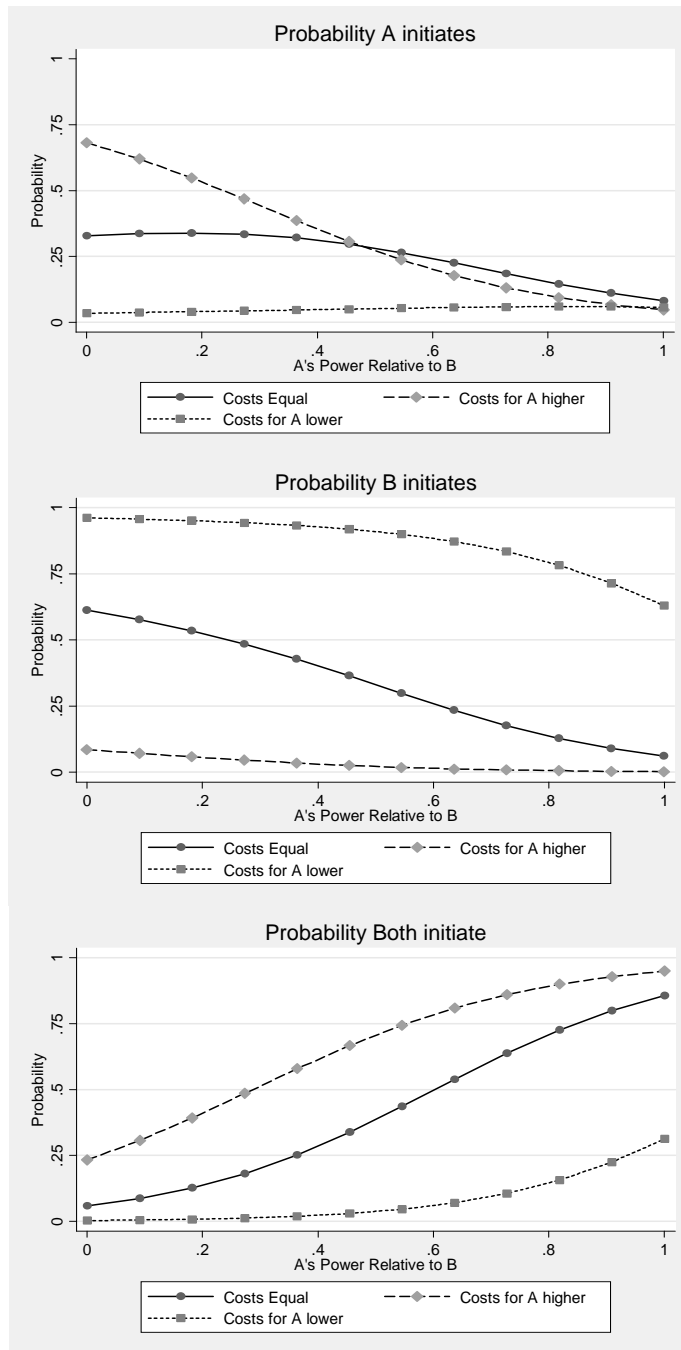 Probability A initiates
1
.75
.5
.25
0
Probability
0 .2 .4 .6 .8 1
A's Power Relative to B
Costs Equal Costs for A higher
Costs for A lower
Probability B initiates
1
.75
.5
.25
0
Probability
0 .2 .4 .6 .8 1
A's Power Relative to B
Costs Equal Costs for A higher
Costs for A lower
Probability Both initiate
1
.75
.5
.25
0
Probability
0 .2 .4 .6 .8 1
A's Power Relative to B
Costs Equal Costs for A higher
Costs for A lower